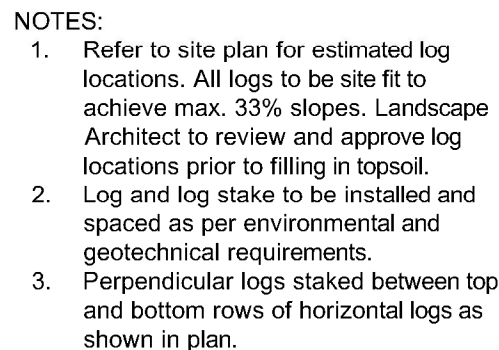 NOTES:
1. Refer to site plan for estimated log
locations. All logs to be site fit to
achieve max. 33% slopes. Landscape
Architect to review and approve log
locations prior to filling in topsoil.
2. Log and log stake to be installed and
spaced as per environmental and
geotechnical requirements.
3. Perpendicular logs staked between top
and bottom rows of horizontal logs as
shown in plan.